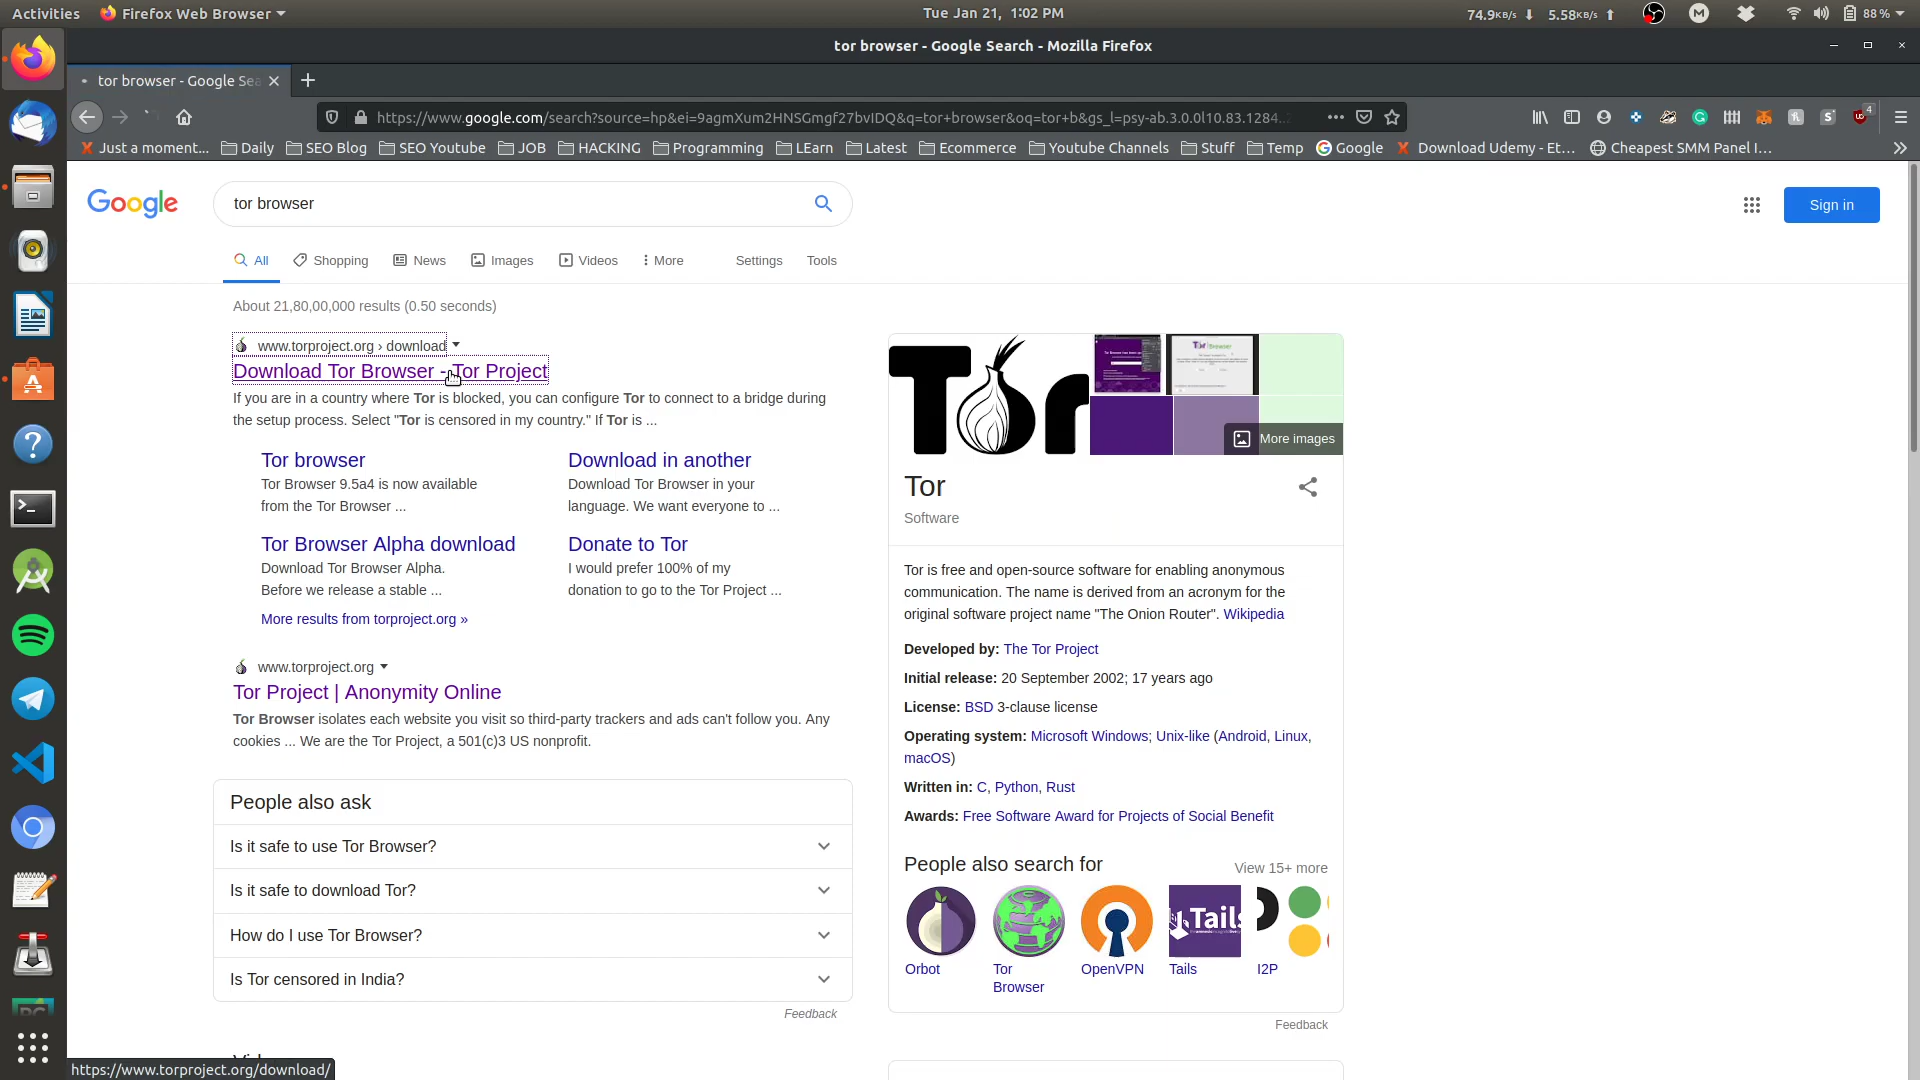 Activities Firefox Web Browser Tue Jan 21, 1:02 PM 74.9KB/s ↓ 5.58KB/s ↑ M 88 %
tor browser - Google Search - Mozilla Firefox
tor browser - Google Sea
https://www.google.com/search?source=hp&ei=9agmXum2HNSGmgf27bvIDQ&q=tor+browser&oq=tor+b&gs_l=psy-ab.3.0.0l10.83.1284... 4
Just a moment... Daily SEO Blog SEO Youtube JOB HACKING Programming LEarn Latest Ecommerce Youtube Channels Stuff Temp Google Download Udemy - Et... Cheapest SMM Panel I...
Google tor browser Sign in
All Shopping News Images Videos More Settings Tools
About 21,80,00,000 results (0.50 seconds)
www.torproject.org › download
Download Tor Browser - Tor Project
If you are in a country where Tor is blocked, you can configure Tor to connect to a bridge during
the setup process. Select "Tor is censored in my country." If Tor is ...
Tor browser
Tor Browser 9.5a4 is now available
from the Tor Browser ...
Download in another
Download Tor Browser in your
language. We want everyone to ...
Tor Browser Alpha download
Download Tor Browser Alpha.
Before we release a stable ...
Donate to Tor
I would prefer 100% of my
donation to go to the Tor Project ...
More results from torproject.org »
www.torproject.org
Tor Project | Anonymity Online
Tor Browser isolates each website you visit so third-party trackers and ads can't follow you. Any
cookies ... We are the Tor Project, a 501(c)3 US nonprofit.
People also ask
Is it safe to use Tor Browser?
Is it safe to download Tor?
How do I use Tor Browser?
Is Tor censored in India?
Feedback
Tor
More images
Tor
Software
Tor is free and open-source software for enabling anonymous
communication. The name is derived from an acronym for the
original software project name "The Onion Router". Wikipedia
Developed by: The Tor Project
Initial release: 20 September 2002; 17 years ago
License: BSD 3-clause license
Operating system: Microsoft Windows; Unix-like (Android, Linux,
macOS)
Written in: C, Python, Rust
Awards: Free Software Award for Projects of Social Benefit
People also search for View 15+ more
Tails
Orbot
Tor
Browser
OpenVPN
Tails
I2P
Feedback
https://www.torproject.org/download/